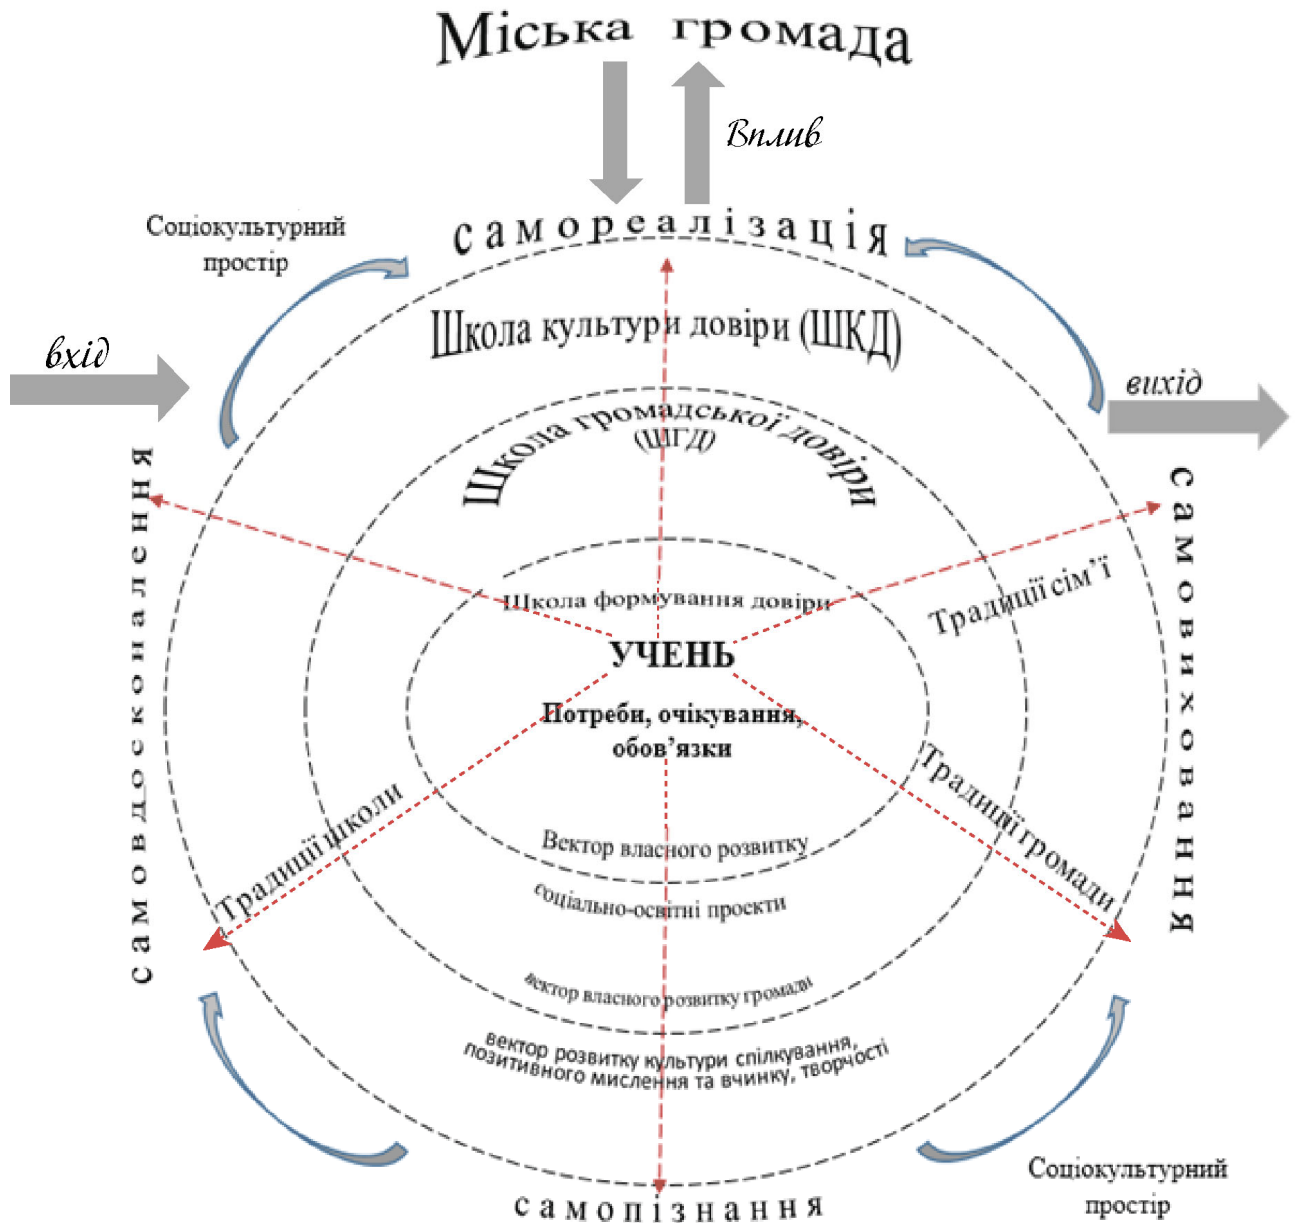 Міська громада
Вплив
Соціокультурний
простір
самореалізація
вхід
Школа культури довіри (ШКД)
вихід
Школа громадської довіри
(ШГД)
самовдосконалення
самовиховання
Традиції сім’ї
Школа формування довіри
УЧЕНЬ
Потреби, очікування,
обов’язки
Традиції школи
Традиції громади
Вектор власного розвитку
соціально-освітні проекти
вектор власного розвитку громади
вектор розвитку культури спілкування,
позитивного мислення та вчинку, творчості
самопізнання
Соціокультурний
простір